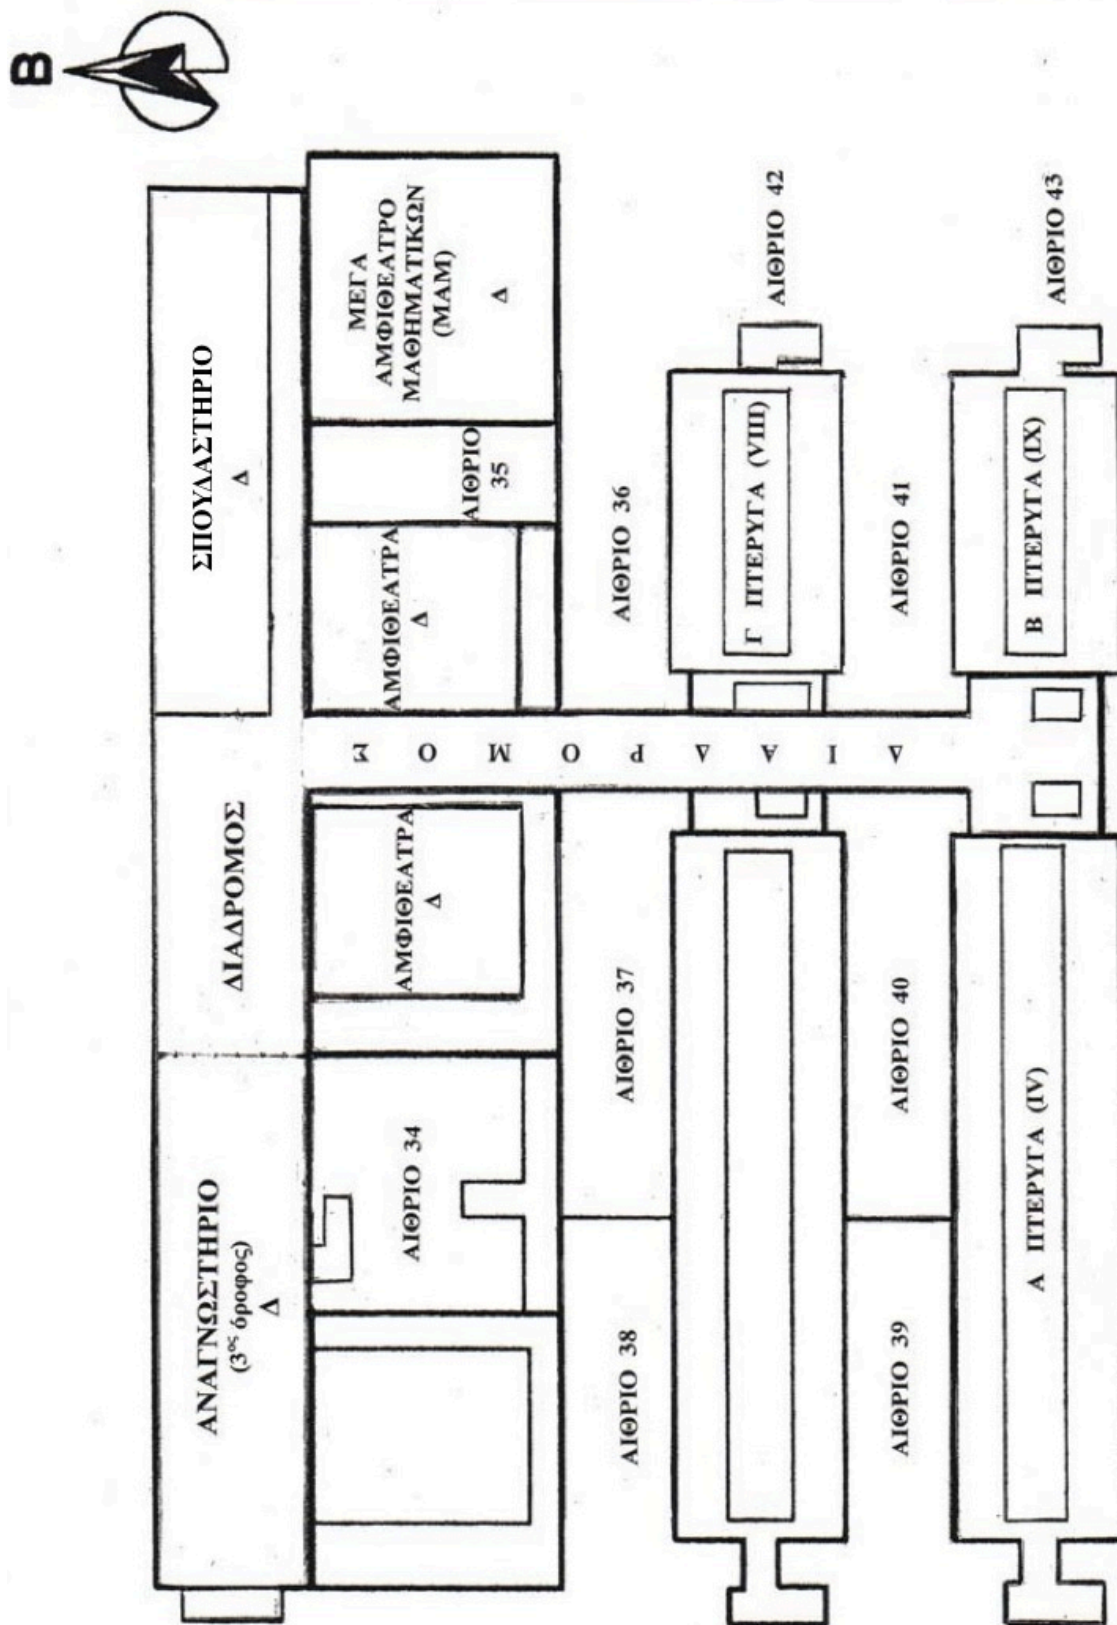 Β
ΑΝΑΓΝΩΣΤΗΡΙΟ
(3ος όροφος)
Δ
ΔΙΑΔΡΟΜΟΣ
ΣΠΟΥΔΑΣΤΗΡΙΟ
Δ
ΑΙΘΡΙΟ 34
ΑΜΦΙΘΕΑΤΡΑ
Δ
ΑΜΦΙΘΕΑΤΡΑ
Δ
ΑΙΘΡΙΟ
35
ΜΕΓΑ
ΑΜΦΙΘΕΑΤΡΟ
ΜΑΘΗΜΑΤΙΚΩΝ
(ΜΑΜ)
Δ
ΔΙΑΔΡΟΜΟΣ
ΑΙΘΡΙΟ 38
ΑΙΘΡΙΟ 37
ΑΙΘΡΙΟ 36
Γ ΠΤΕΡΥΓΑ (VIII)
ΑΙΘΡΙΟ 42
ΑΙΘΡΙΟ 39
ΑΙΘΡΙΟ 40
ΑΙΘΡΙΟ 41
Α ΠΤΕΡΥΓΑ (IV)
Β ΠΤΕΡΥΓΑ (IX)
ΑΙΘΡΙΟ 43